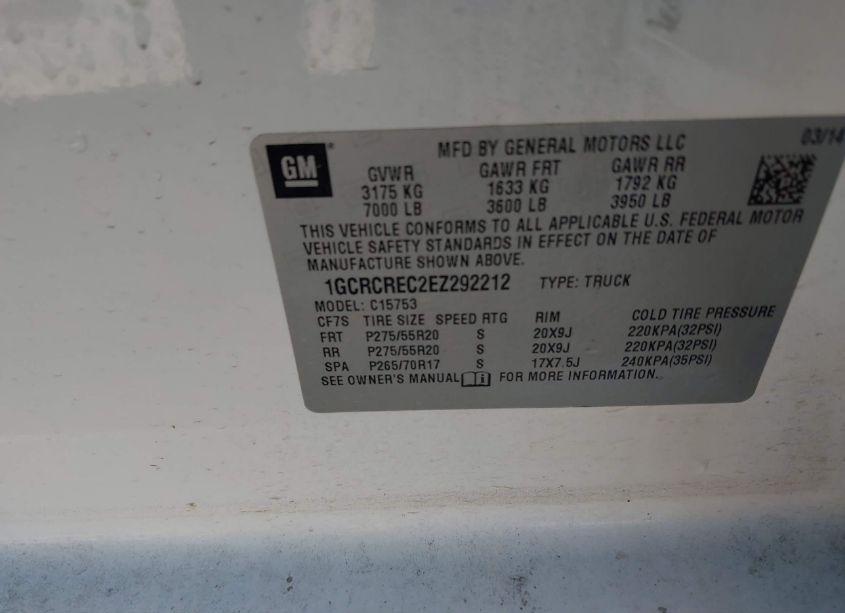 03/14
MFD BY GENERAL MOTORS LLC
GM
GVWR GAWR FRT GAWR RR
3175 KG 1633 KG 1792 KG
7000 LB 3600 LB 3950 LB
THIS VEHICLE CONFORMS TO ALL APPLICABLE U.S. FEDERAL MOTOR
VEHICLE SAFETY STANDARDS IN EFFECT ON THE DATE OF
MANUFACTURE SHOWN ABOVE.
1GCRCREC2EZ292212 TYPE: TRUCK
MODEL: C15753
CF7S TIRE SIZE SPEED RTG RIM COLD TIRE PRESSURE
FRT P275/55R20 S 20X9J 220KPA(32PSI)
RR P275/55R20 S 20X9J 220KPA(32PSI)
SPA P265/70R17 S 17X7.5J 240KPA(35PSI)
SEE OWNER'S MANUAL FOR MORE INFORMATION.